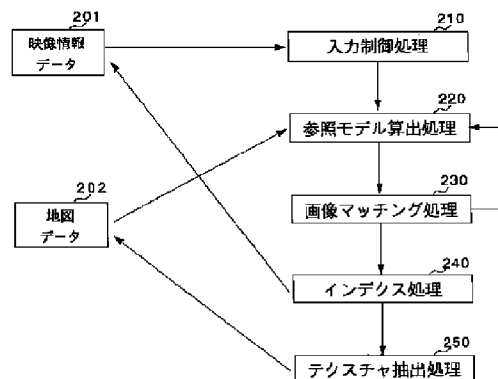 201
映像情報
データ
210
入力制御処理
220
参照モデル算出処理
202
地図
データ
230
画像マッチング処理
240
インデクス処理
250
テクスチャ抽出処理